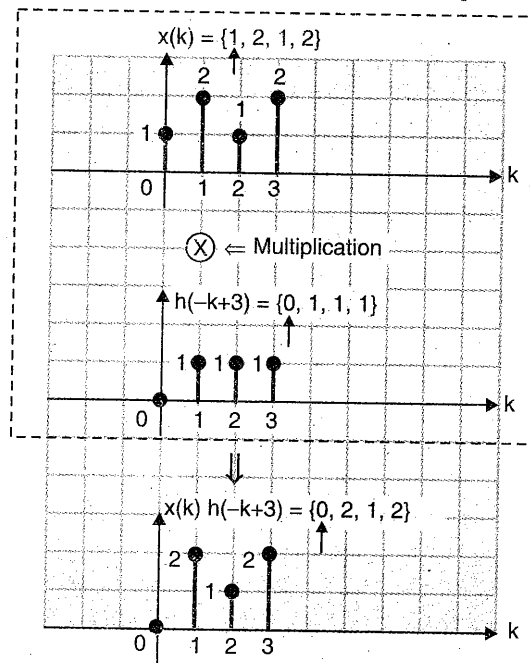 x(k) = {1, 2, 1, 2}
2 2
1 1
0 1 2 3 k
X ⇐ Multiplication
h(-k+3) = {0, 1, 1, 1}
1 1 1
0 1 2 3 k
⇓
x(k) h(-k+3) = {0, 2, 1, 2}
2 2
1
0 1 2 3 k